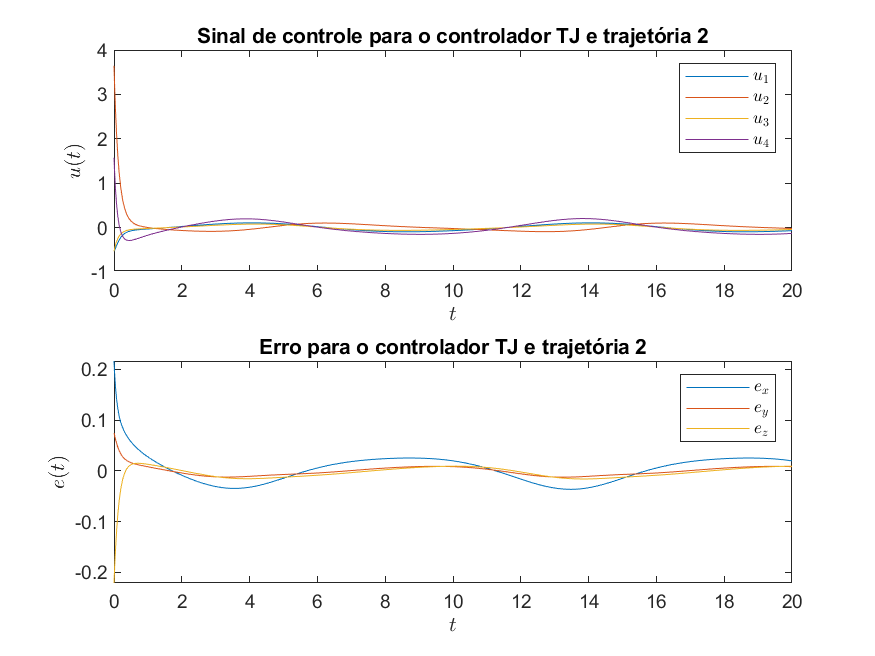 Sinal de controle para o controlador TJ e trajetória 2
4
3
2
1
0
-1
u(t)
u₁
u₂
u₃
u₄
0 2 4 6 8 10 12 14 16 18 20
t
Erro para o controlador TJ e trajetória 2
0.2
0.1
0
-0.1
-0.2
e(t)
eₓ
e_y
e_z
0 2 4 6 8 10 12 14 16 18 20
t